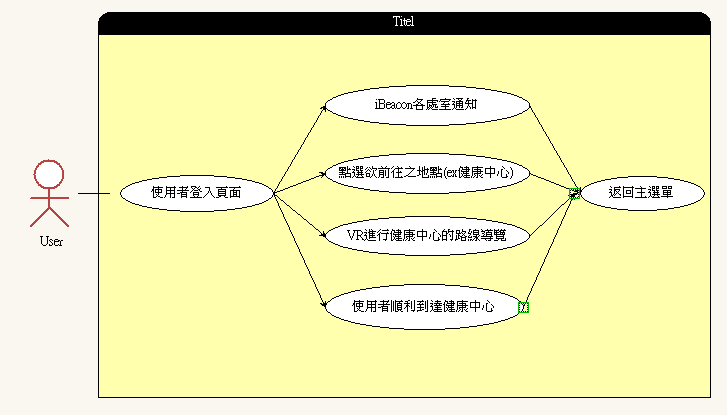 Titel
iBeacon各處室通知
點選欲前往之地點(ex健康中心)
使用者登入頁面
返回主選單
User
VR進行健康中心的路線導覽
使用者順利到達健康中心